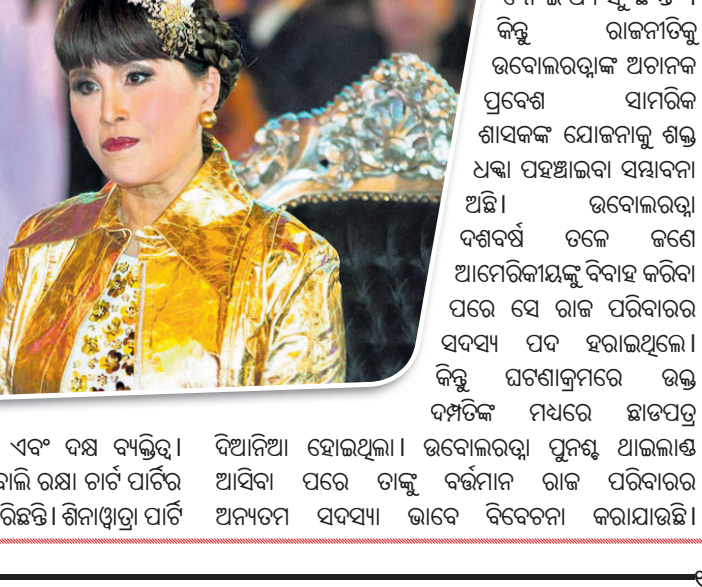 ଏବଂ ଦକ୍ଷ ବ୍ୟକ୍ତିତ୍ୱ।
ରକ୍ଷା ଚାର୍ଟ ପାର୍ଟିର
ଶିନାୱାତ୍ରା ପାର୍ଟି
କିନ୍ତୁ ରାଜନୀତିକୁ
ଉବୋଲରତ୍ନାଙ୍କ ଅଚାନକ
ପ୍ରବେଶ ସାମରିକ
ଶାସକଙ୍କ ଯୋଜନାକୁ ଶକ୍ତ
ଧକ୍କା ପହଞ୍ଚାଇବା ସମ୍ଭାବନା
ଅଛି। ଉବୋଲରତ୍ନା
ଦଶବର୍ଷ ତଳେ ଜଣେ
ଆମେରିକୀୟଙ୍କୁ ବିବାହ କରିବା
ପରେ ସେ ରାଜ ପରିବାରର
ସଦସ୍ୟ ପଦ ହରାଇଥିଲେ।
କିନ୍ତୁ ଘଟଣାକ୍ରମରେ ଉକ୍ତ
ଦମ୍ପତିଙ୍କ ମଧ୍ୟରେ ଛାଡପତ୍ର
ଦିଆନିଆ ହୋଇଥିଲା। ଉବୋଲରତ୍ନା ପୁନଶ୍ଚ ଥାଇଲାଣ୍ଡ
ଆସିବା ପରେ ତାଙ୍କୁ ବର୍ତ୍ତମାନ ରାଜ ପରିବାରର
ଅନ୍ୟତମ ସଦସ୍ୟା ଭାବେ ବିବେଚନା କରାଯାଉଛି।